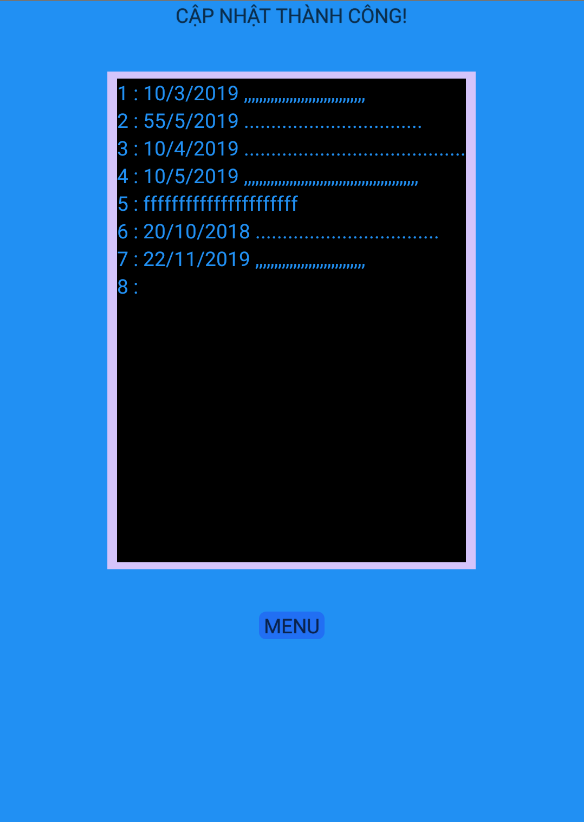 CẬP NHẬT THÀNH CÔNG!
1 : 10/3/2019 ,,,,,,,,,,,,,,,,,,,,,,,,,,,,,,,,
2 : 55/5/2019 .................................
3 : 10/4/2019 .........................................
4 : 10/5/2019 ,,,,,,,,,,,,,,,,,,,,,,,,,,,,,,,,,,,,,,,,,,,,,,
5 : ffffffffffffffffffffff
6 : 20/10/2018 ..................................
7 : 22/11/2019 ,,,,,,,,,,,,,,,,,,,,,,,,,,,,,
8 :
MENU